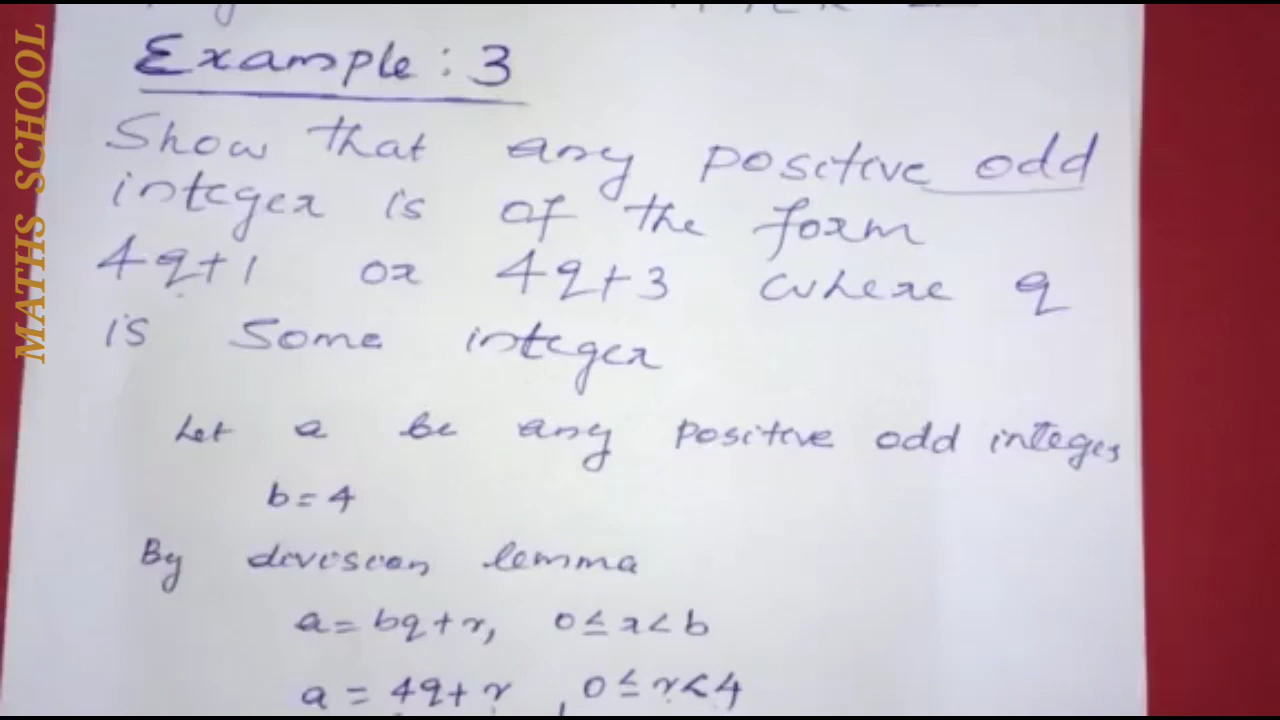 MATHS SCHOOL
Example : 3
Show that any positive odd
integer is of the form
4q+1 or 4q+3 where q
is some integer
Let a be any positive odd integer
b=4
By division lemma
a = bq + r, 0 ≤ r < b
a = 4q + r, 0 ≤ r < 4